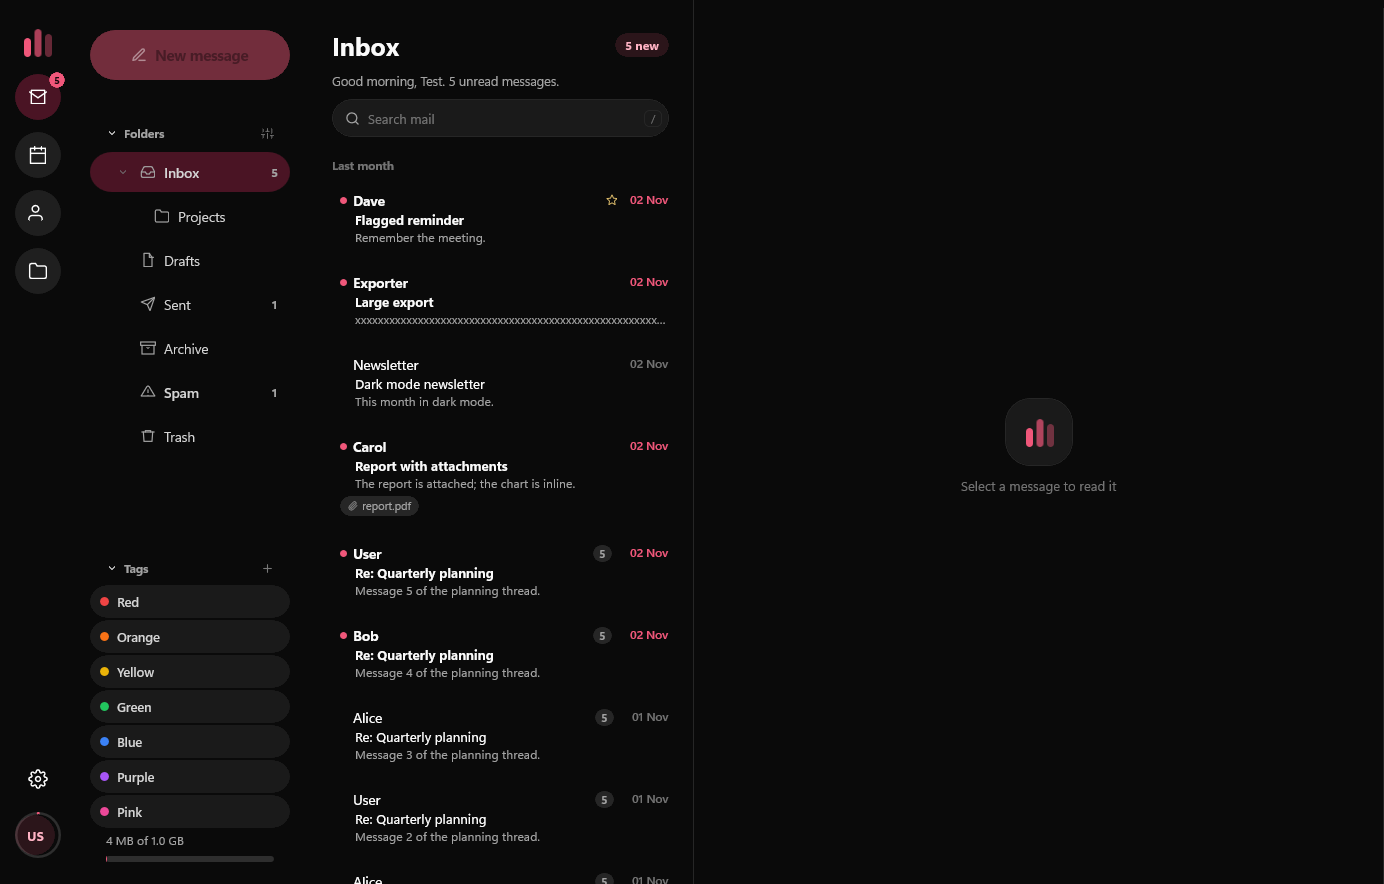 5
New message
Folders
Inbox 5
Projects
Drafts
Sent 1
Archive
Spam 1
Trash
Tags
Red
Orange
Yellow
Green
Blue
Purple
Pink
4 MB of 1.0 GB
US
Inbox 5 new
Good morning, Test. 5 unread messages.
Search mail /
Last month
Dave 02 Nov
Flagged reminder
Remember the meeting.
Exporter 02 Nov
Large export
xxxxxxxxxxxxxxxxxxxxxxxxxxxxxxxxxxxxxxxxxxxxxxxxxxxxx...
Newsletter 02 Nov
Dark mode newsletter
This month in dark mode.
Carol 02 Nov
Report with attachments
The report is attached; the chart is inline.
report.pdf
User 5 02 Nov
Re: Quarterly planning
Message 5 of the planning thread.
Bob 5 02 Nov
Re: Quarterly planning
Message 4 of the planning thread.
Alice 5 01 Nov
Re: Quarterly planning
Message 3 of the planning thread.
User 5 01 Nov
Re: Quarterly planning
Message 2 of the planning thread.
Alice 5 01 Nov
Select a message to read it